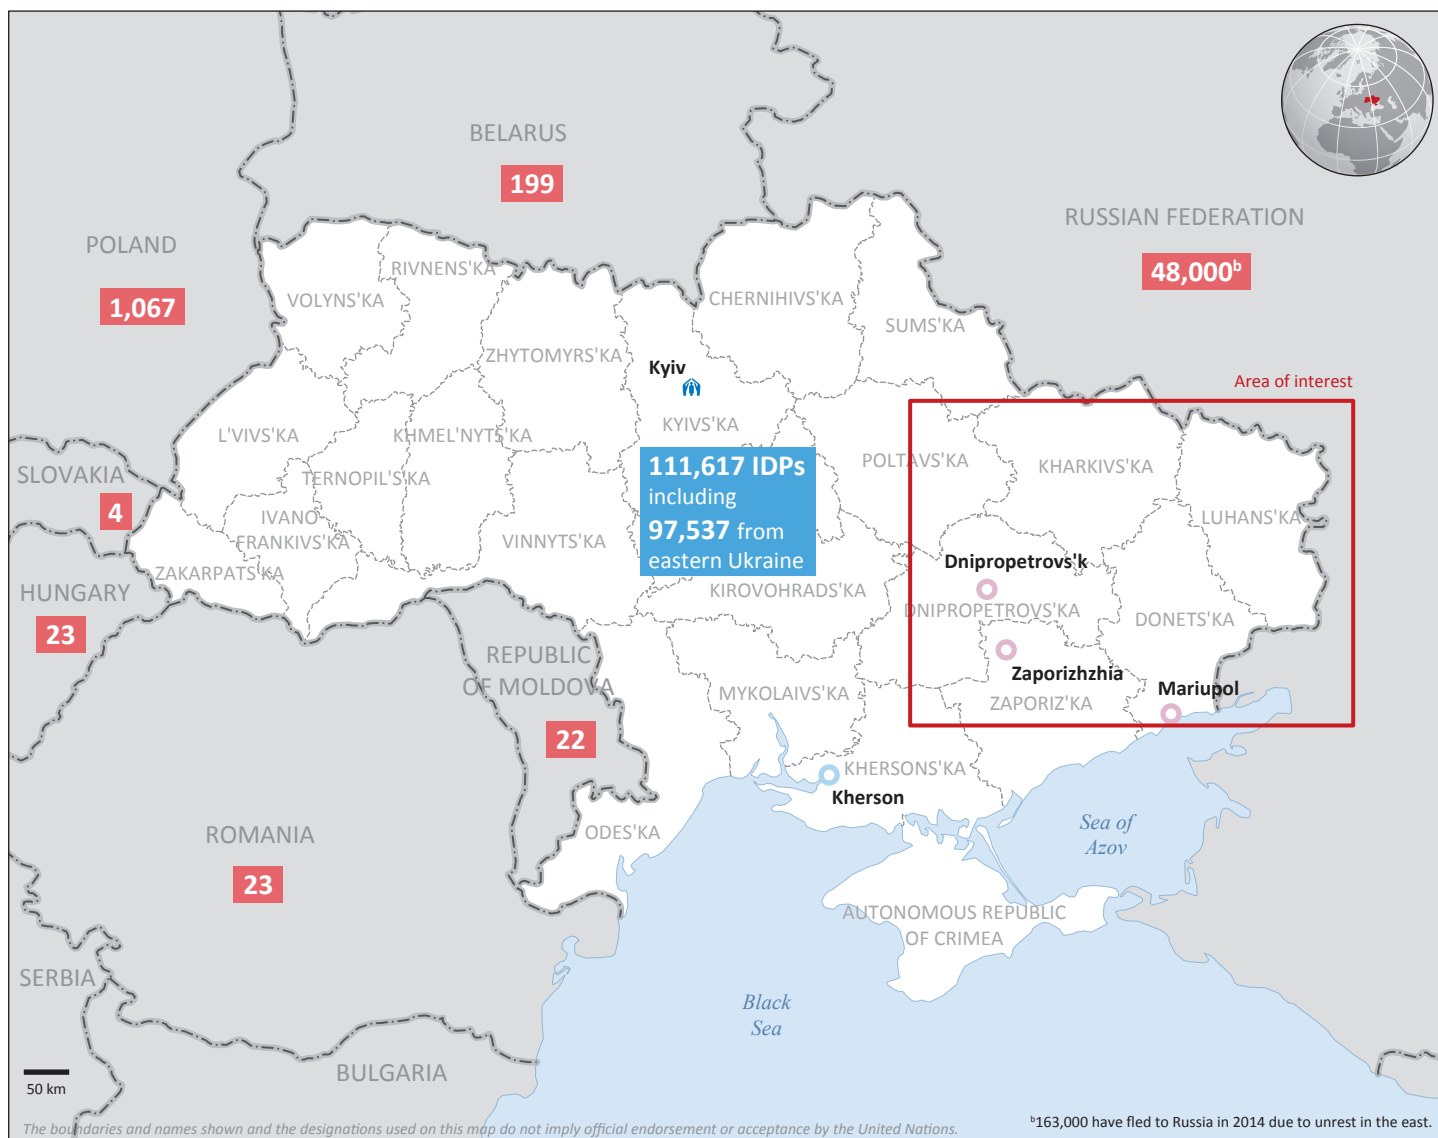 BELARUS
199
RUSSIAN FEDERATION
48,000ᵇ
POLAND
1,067
RIVNENS'KA
VOLYNS'KA
CHERNIHIVS'KA
SUMS'KA
ZHYTOMYRS'KA
Kyiv
KYIVS'KA
Area of interest
L'VIVS'KA
KHMEL'NYTS'KA
TERNOPIL'S'KA
POLTAVS'KA
KHARKIVS'KA
LUHANS'KA
SLOVAKIA
4
IVANO
FRANKIVS'KA
VINNYTS'KA
ZAKARPATS'KA
111,617 IDPs
including
97,537 from
eastern Ukraine
HUNGARY
23
KIROVOHRADS'KA
Dnipropetrovs'k
DNIPROPETROVS'KA
DONETS'KA
REPUBLIC
OF MOLDOVA
22
MYKOLAIVS'KA
Zaporizhzhia
ZAPORIZ'KA
Mariupol
KHERSONS'KA
Kherson
ODES'KA
ROMANIA
23
Sea of
Azov
AUTONOMOUS REPUBLIC
OF CRIMEA
SERBIA
Black
Sea
BULGARIA
50 km
The boundaries and names shown and the designations used on this map do not imply official endorsement or acceptance by the United Nations.
ᵇ163,000 have fled to Russia in 2014 due to unrest in the east.